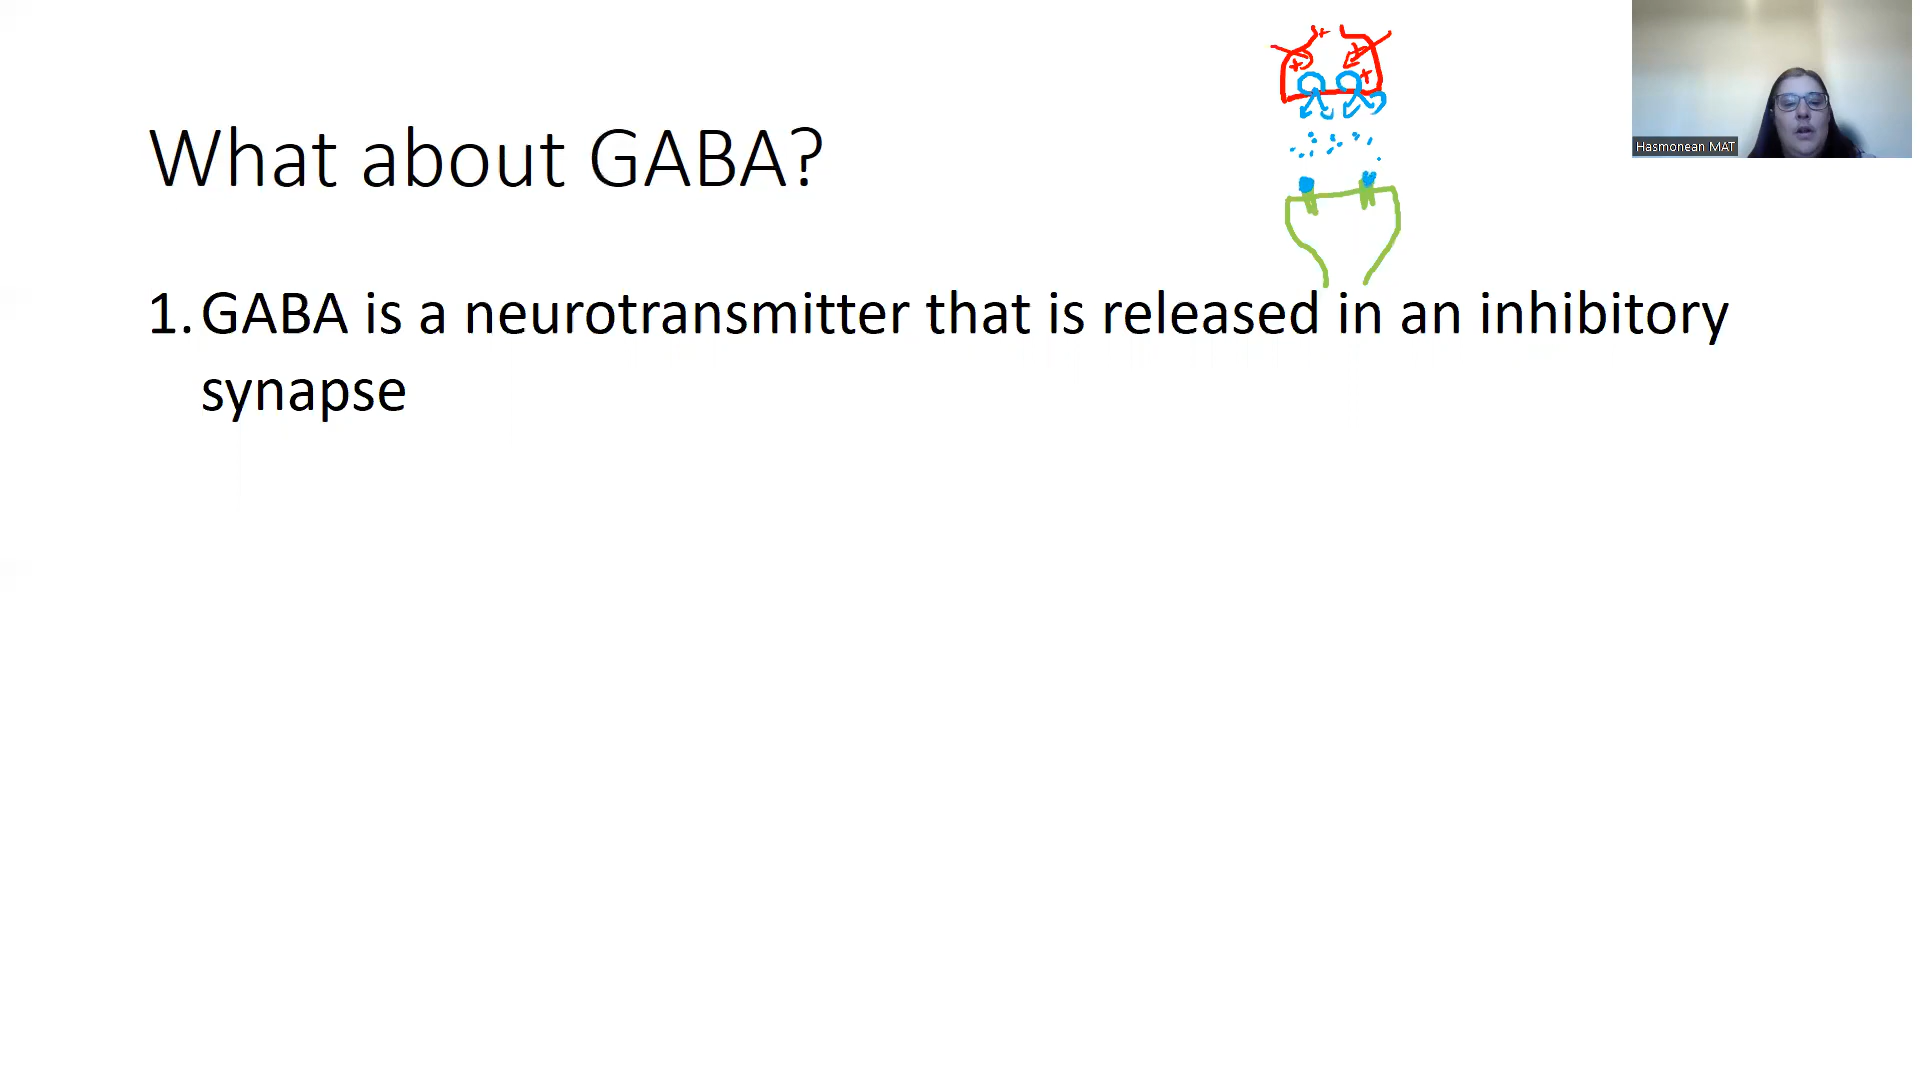 What about GABA?
Hasmonean MAT
1. GABA is a neurotransmitter that is released in an inhibitory
synapse